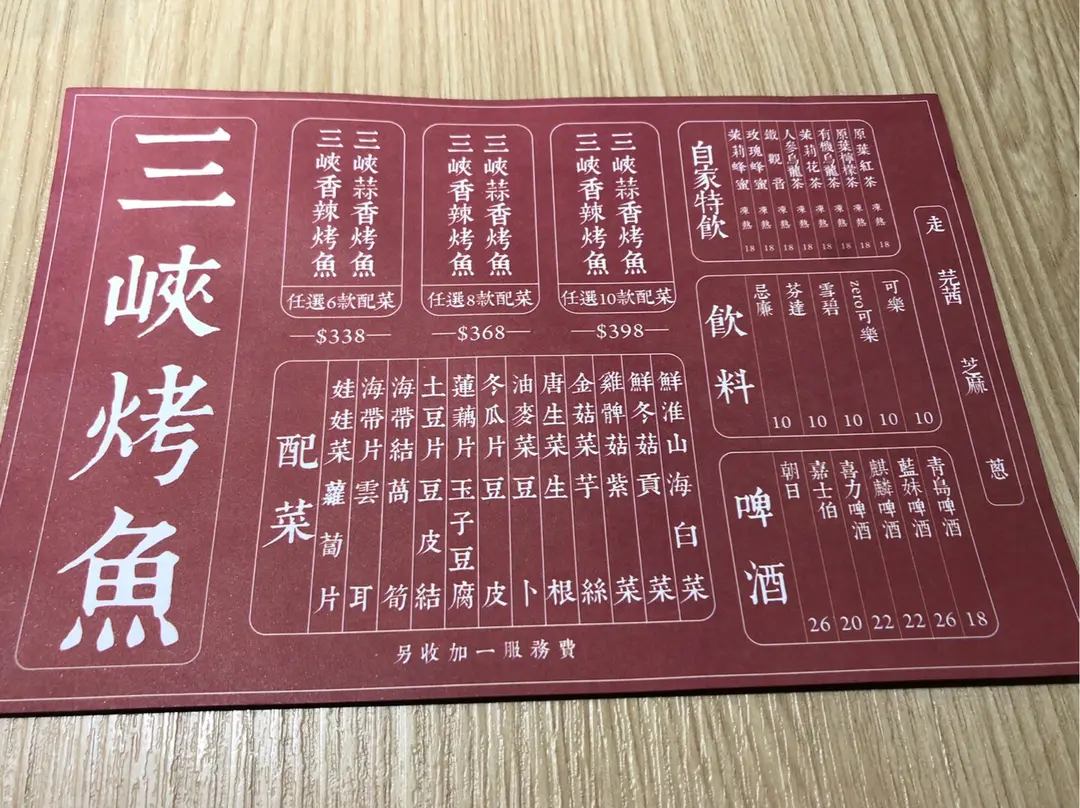 三峽烤魚
三峽蒜香烤魚
三峽香辣烤魚
任選6款配菜
$338
三峽蒜香烤魚
三峽香辣烤魚
任選8款配菜
$368
三峽蒜香烤魚
三峽香辣烤魚
任選10款配菜
$398
自家特飲
原葉紅茶 凍熱 18
原葉檸檬茶 凍熱 18
有機烏龍茶 凍熱 18
茉莉花茶 凍熱 18
人參烏龍茶 凍熱 18
鐵觀音 凍熱 18
玫瑰蜂蜜 凍熱 18
茉莉蜂蜜 凍熱 18
飲料
可樂 10
zero可樂 10
雪碧 10
芬達 10
忌廉 10
啤酒
青島啤酒 18
藍妹啤酒 26
麒麟啤酒 22
喜力啤酒 22
嘉士伯 20
朝日 26
走 芫茜 芝麻 蔥
配菜
鮮淮山 海白菜
鮮冬菇 貢菜
雞髀菇 紫菜
金菇菜 芋絲
唐生菜 生根
油麥菜 豆卜
冬瓜片 豆皮
蓮藕片 玉子豆腐
土豆片 豆皮結
海帶結 萬筍
海帶片 雲耳
娃娃菜 蘿蔔片
另收加一服務費